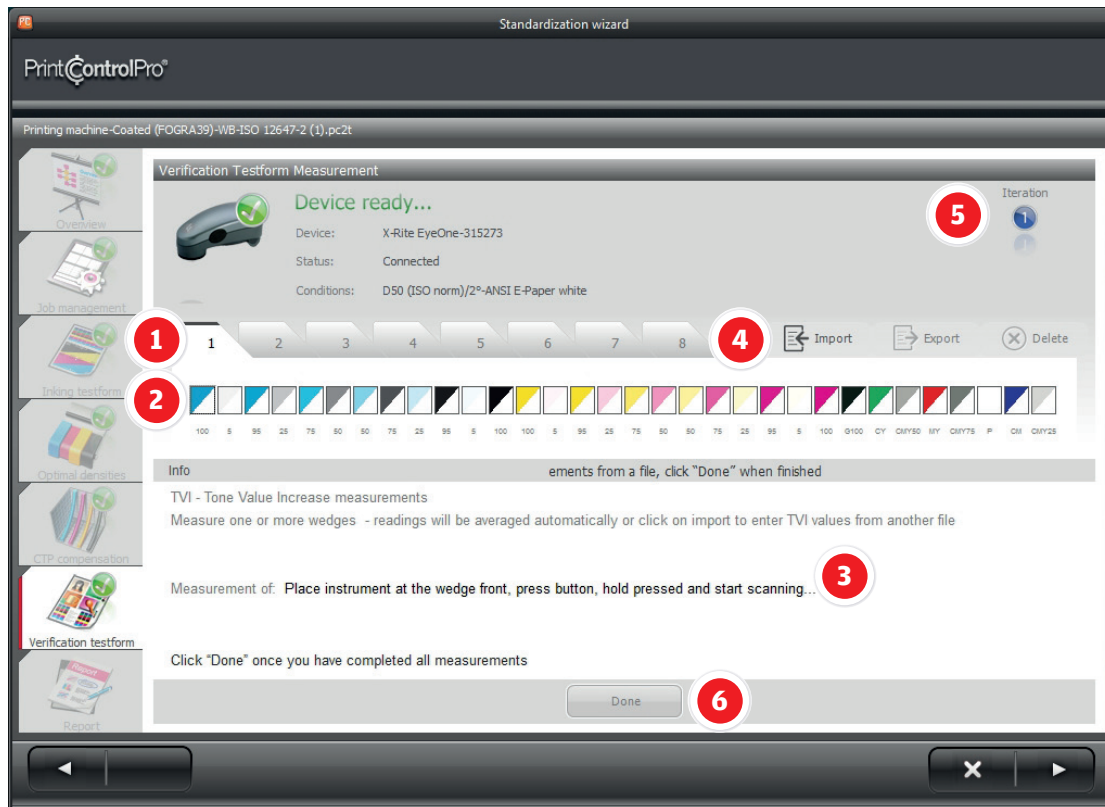 PC
Standardization wizard
PrintControlPro®
Printing machine-Coated (FOGRA39)-WB-ISO 12647-2 (1).pc2t
Overview
Job management
Inking testform
Optimal densities
CTP compensation
Verification testform
Report
Report
Verification Testform Measurement
Device ready...
Device: X-Rite EyeOne-315273
Status: Connected
Conditions: D50 (ISO norm)/2°-ANSI E-Paper white
5
Iteration
1
1
1
1 2 3 4 5 6 7 8
4
Import Export Delete
2
100 5 95 25 75 50 50 75 25 95 5 100 100 5 95 25 75 50 50 75 25 95 5 100 G100 CY CMY50 MY CMY75 P CM CMY25
Info ements from a file, click "Done" when finished
TVI - Tone Value Increase measurements
Measure one or more wedges - readings will be averaged automatically or click on import to enter TVI values from another file
Measurement of: Place instrument at the wedge front, press button, hold pressed and start scanning...
3
Click "Done" once you have completed all measurements
Done
6